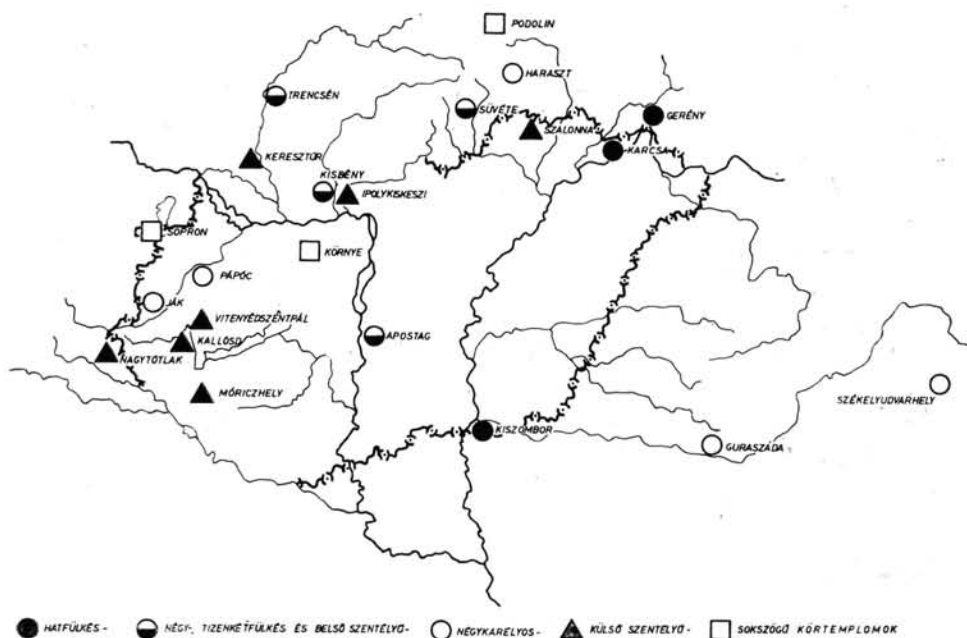 PODOLIN
HARASZT
TRENCSÉN
SÜVÉTE
GERÉNY
SZALONNA
KARCSA
KERESZTÚR
KISBÉNY
IPOLYKISKESZI
SOPRON
KÖRNYE
PÁPÓC
JÁK
VITENYÉDSZENTPÁL
KALLÓSD
APOSTAG
NAGYTÓTLAK
MÓRICZHELY
SZÉKELYUDVARHELY
KISZOMBOR
GURASZÁDA
HATFÜLKÉS - NÉGY-, TIZENKÉTFÜLKÉS ÉS BELSŐ SZENTÉLYŰ - NÉGYKARÉLYOS - KÜLSŐ SZENTÉLYŰ - SOKSZÖGŰ KÖRTEMPLOMOK